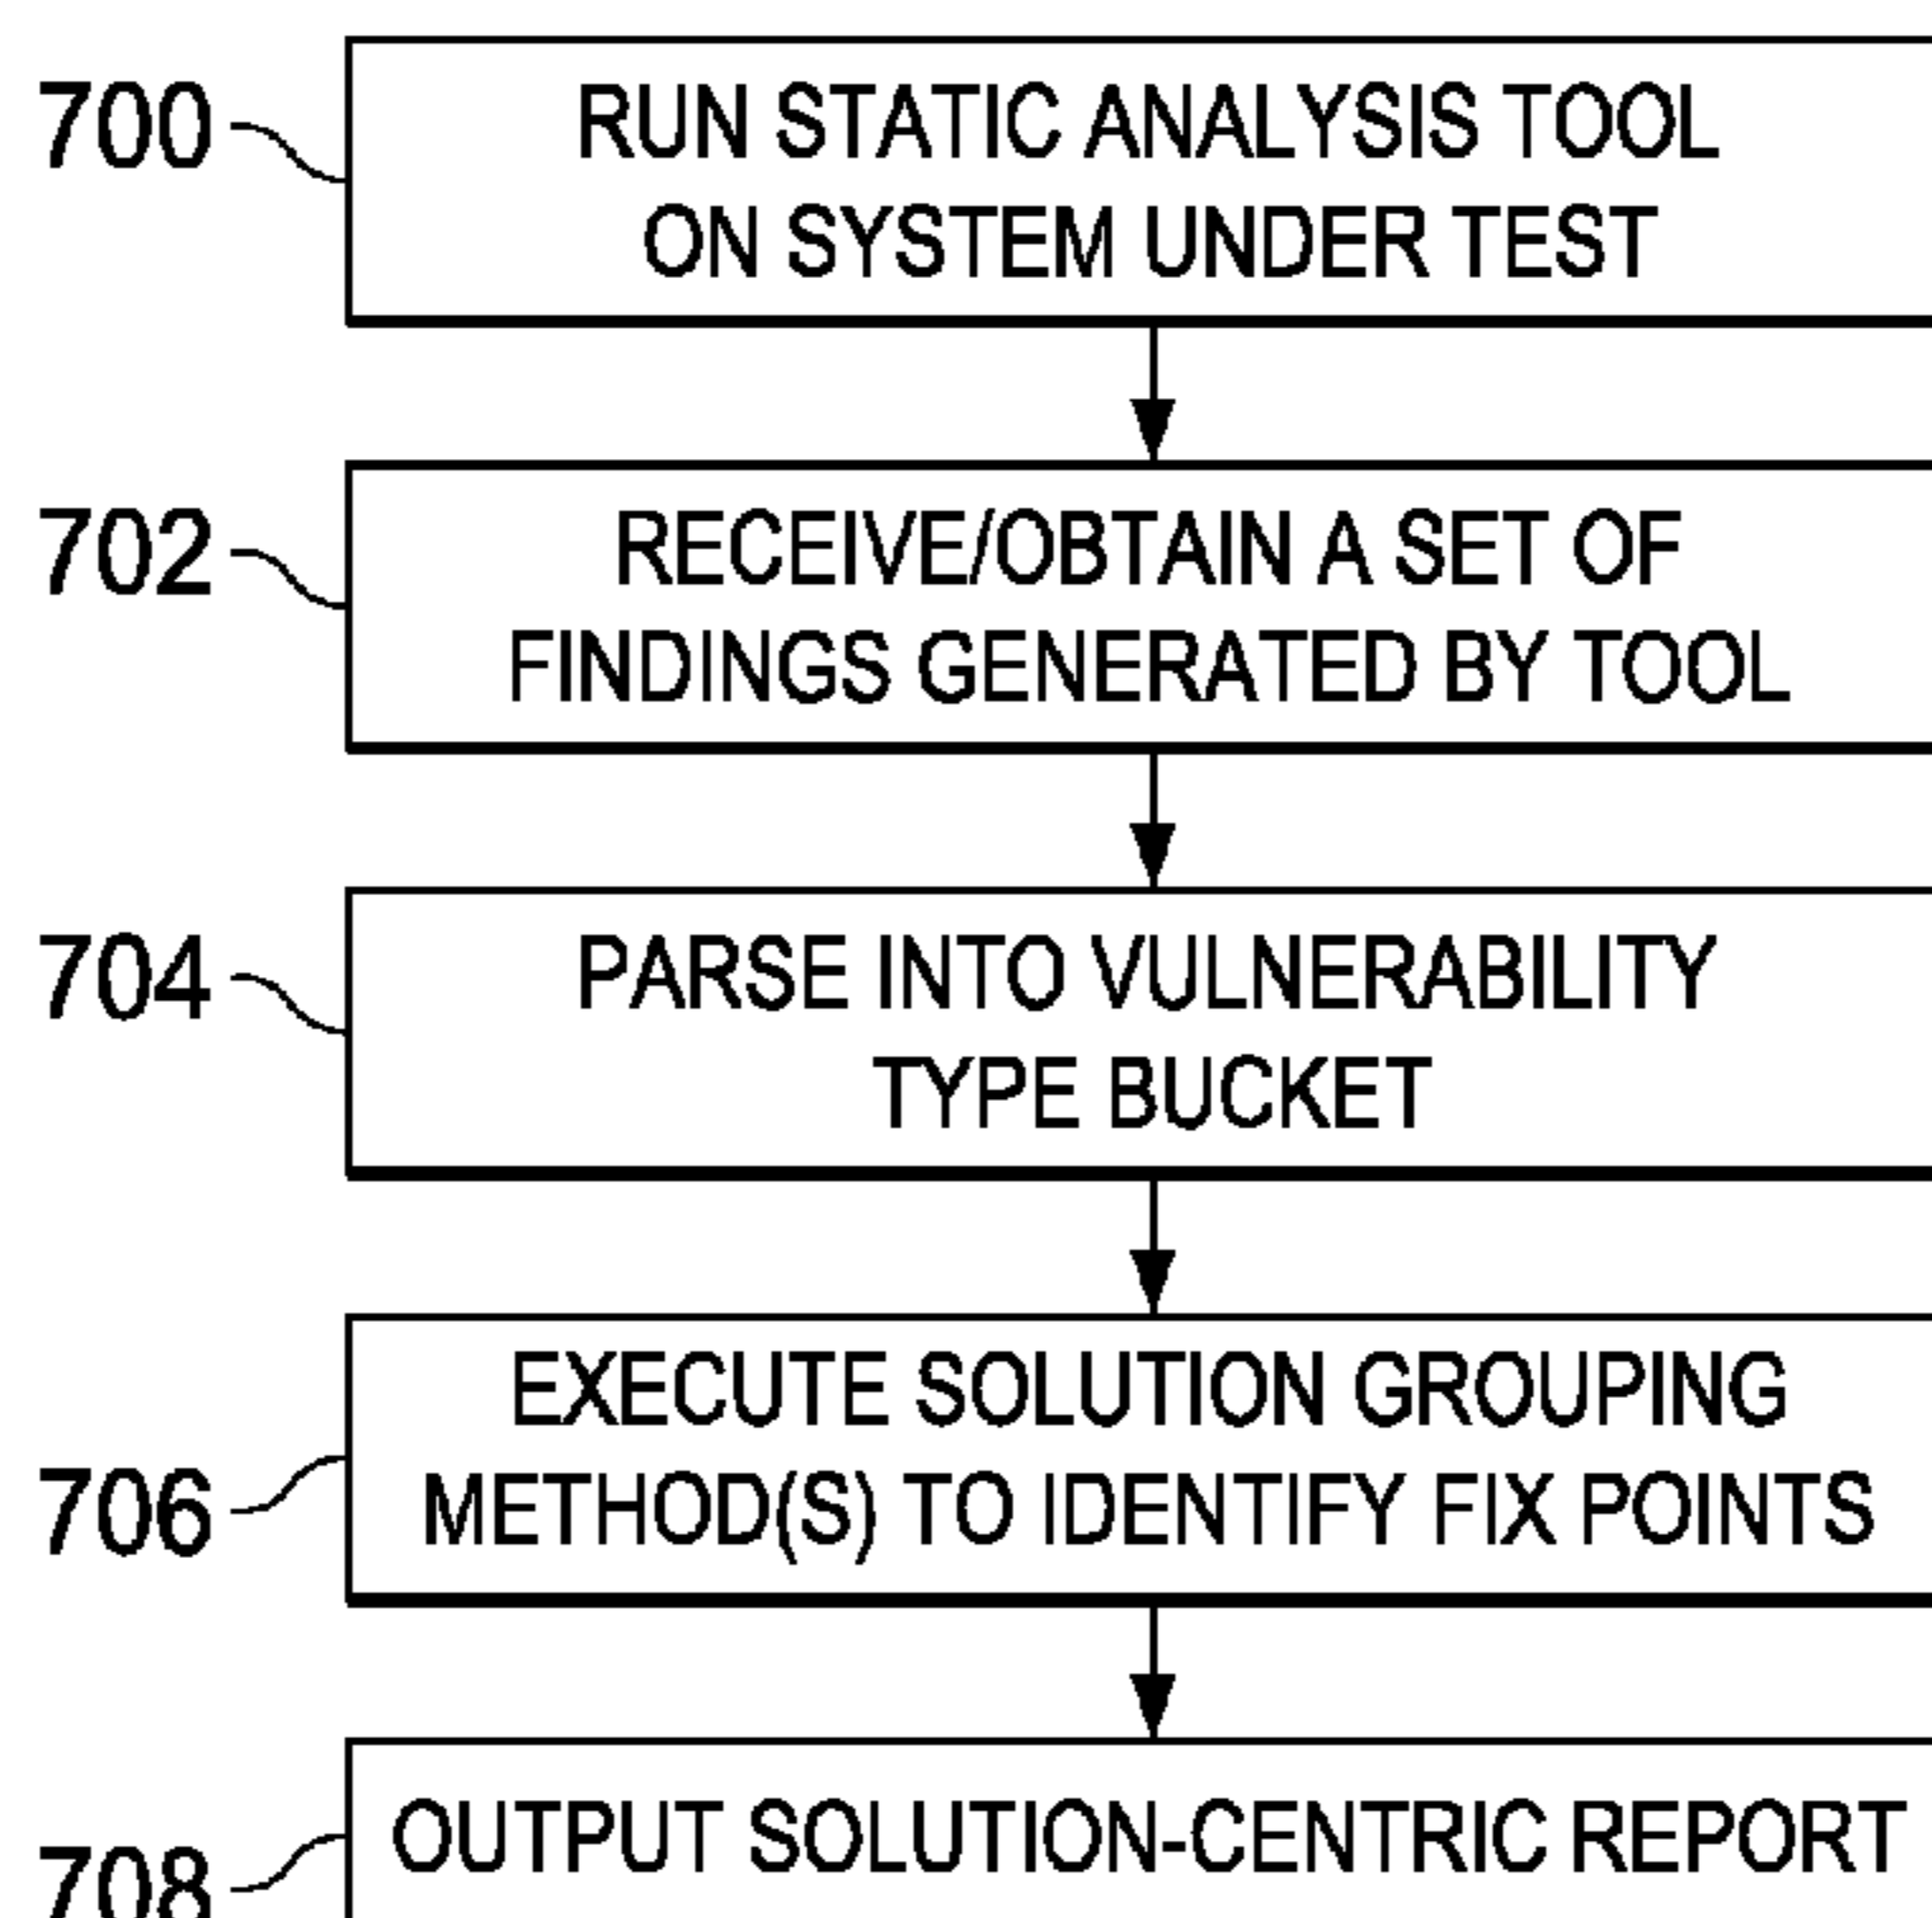 700
RUN STATIC ANALYSIS TOOL
ON SYSTEM UNDER TEST
702
RECEIVE/OBTAIN A SET OF
FINDINGS GENERATED BY TOOL
704
PARSE INTO VULNERABILITY
TYPE BUCKET
706
EXECUTE SOLUTION GROUPING
METHOD(S) TO IDENTIFY FIX POINTS
708
OUTPUT SOLUTION-CENTRIC REPORT